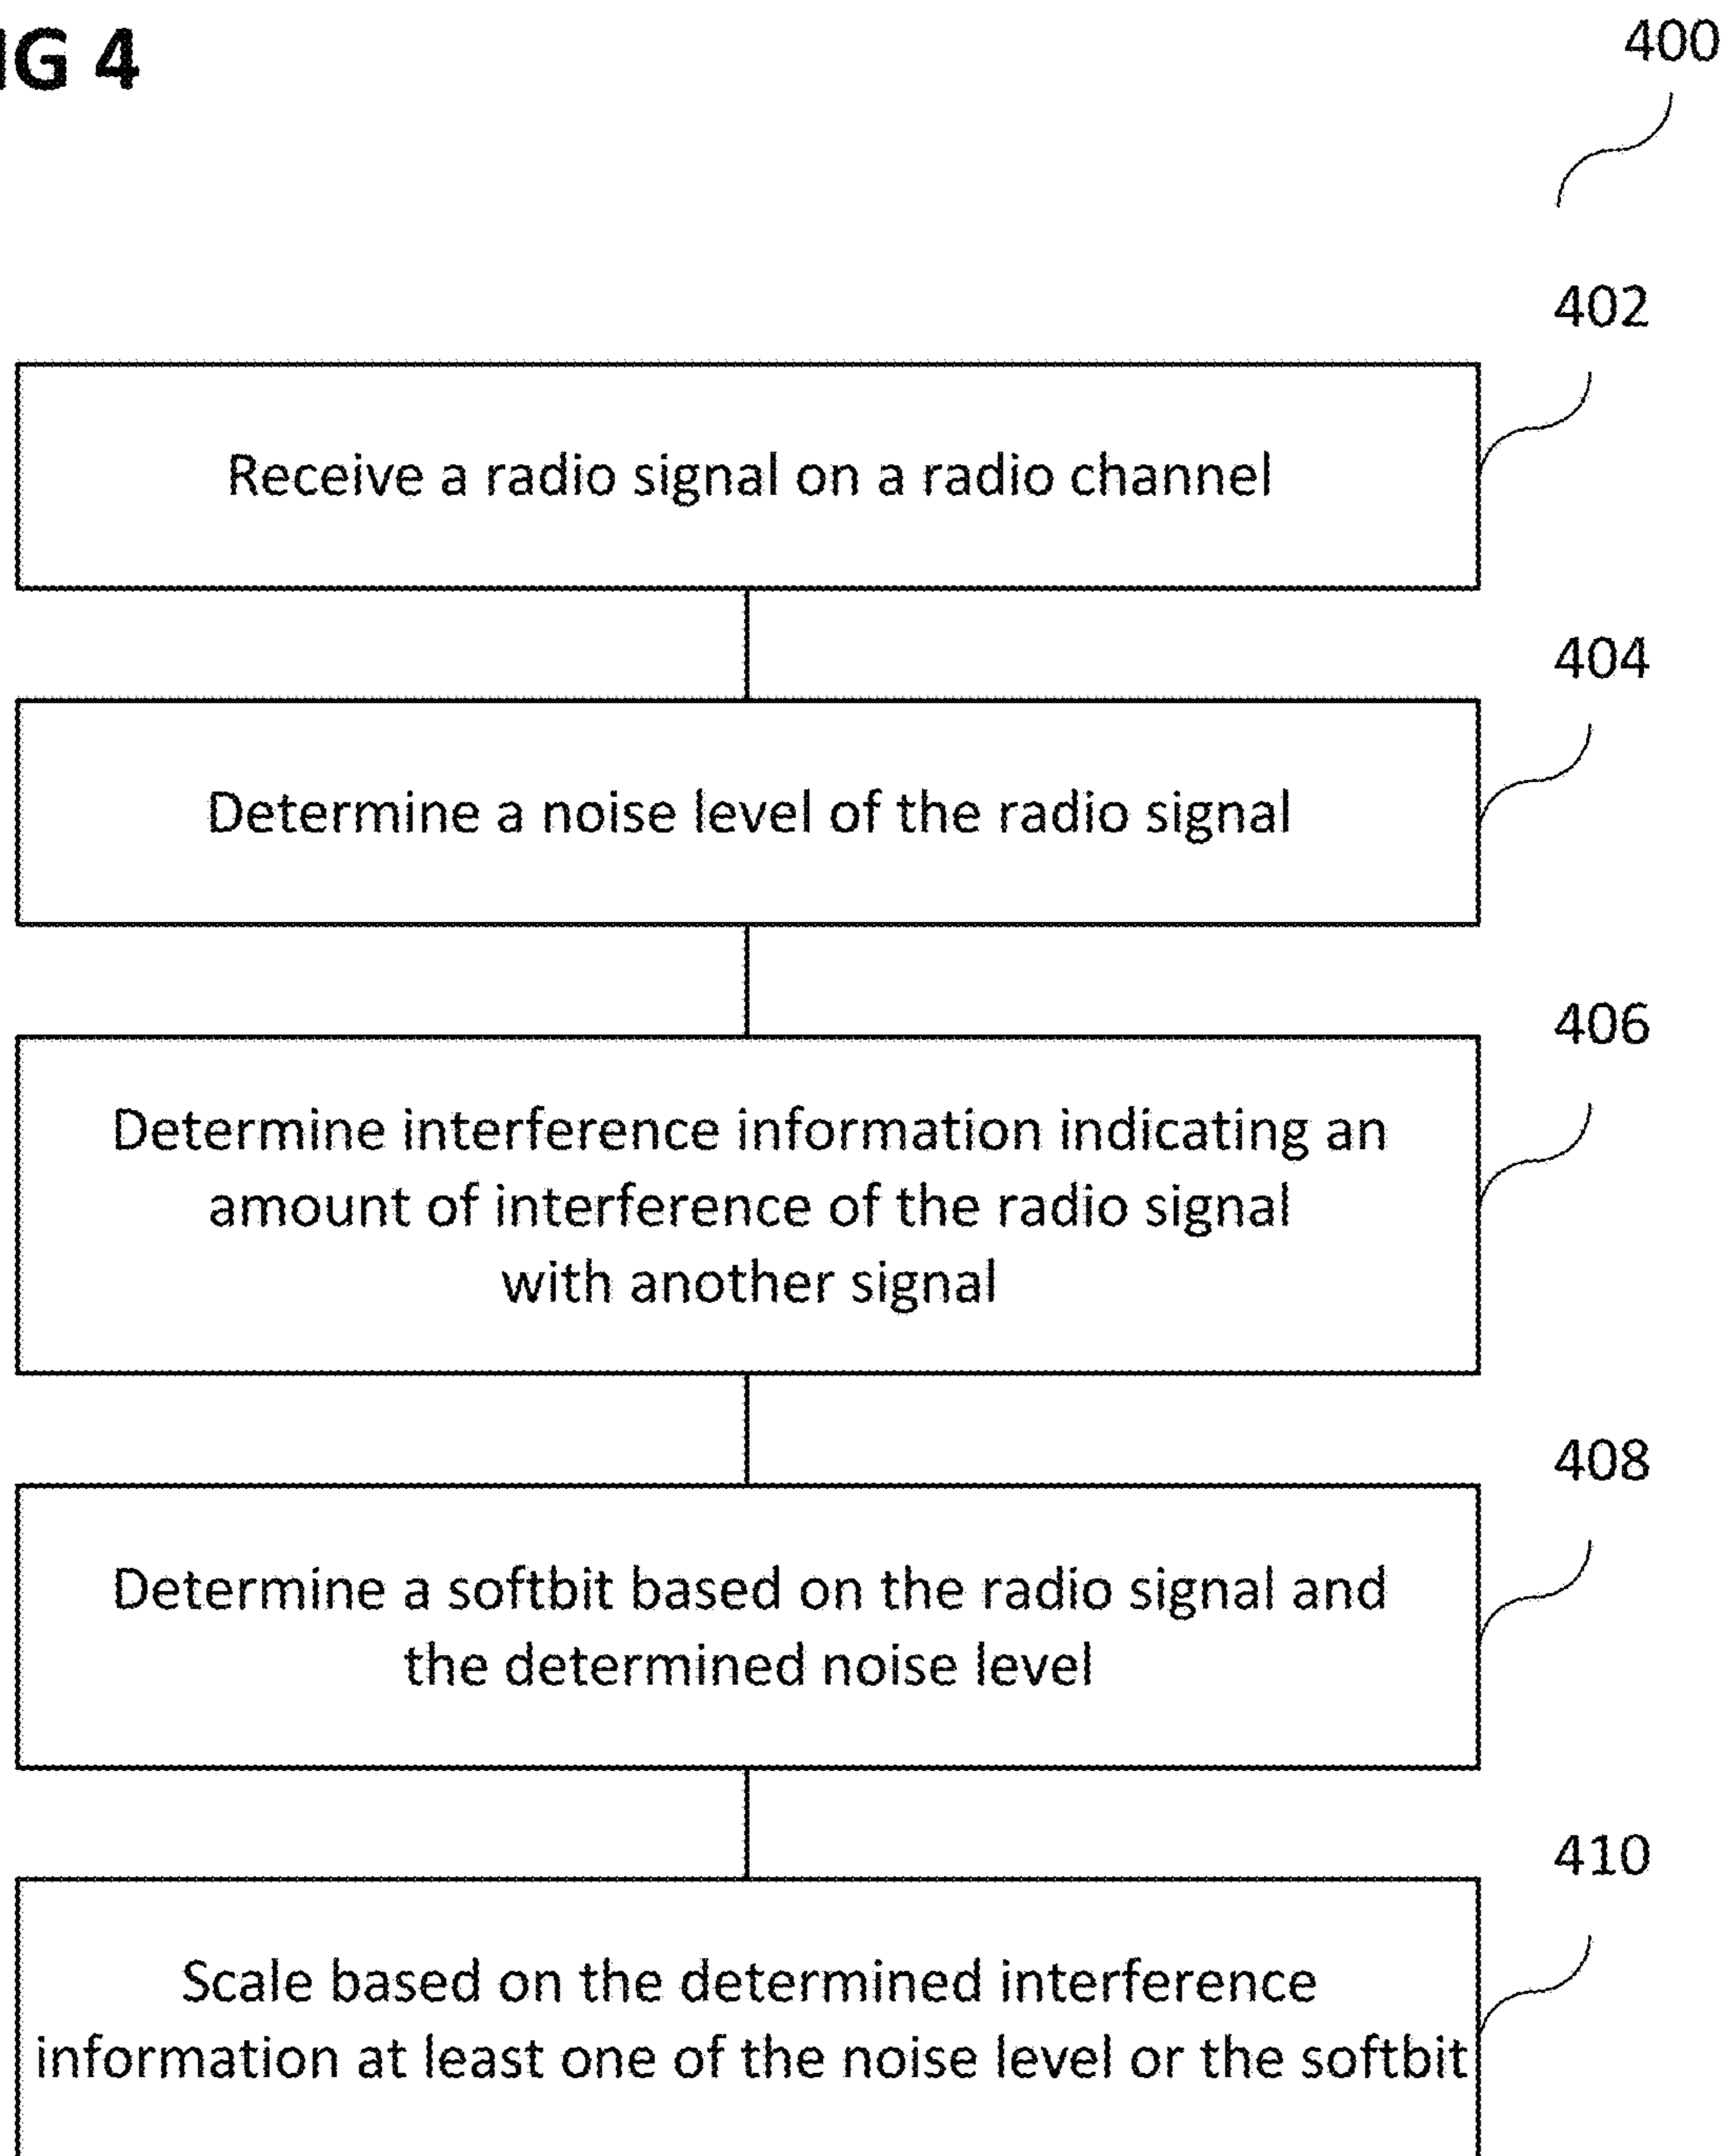 IG 4
400
402
Receive a radio signal on a radio channel
404
Determine a noise level of the radio signal
406
Determine interference information indicating an
amount of interference of the radio signal
with another signal
408
Determine a softbit based on the radio signal and
the determined noise level
410
Scale based on the determined interference
information at least one of the noise level or the softbit